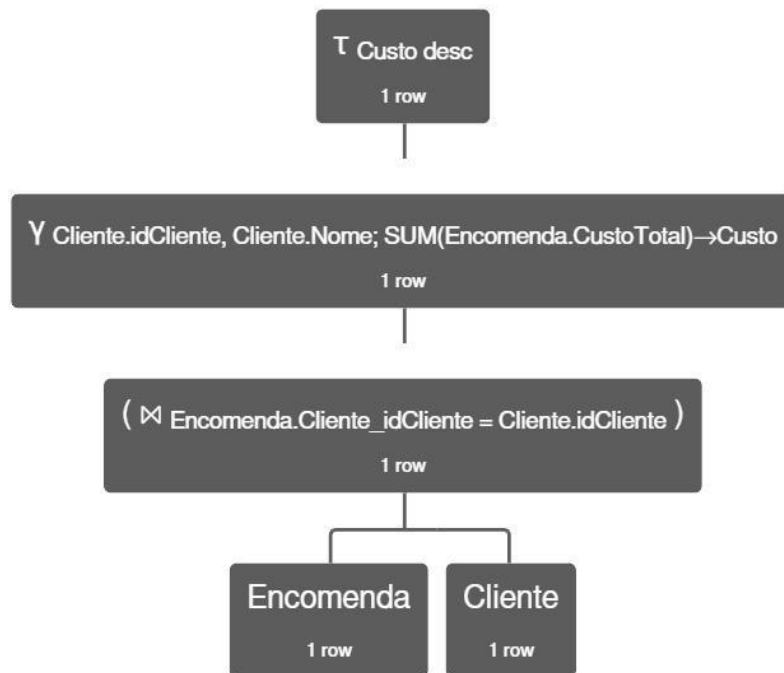 τ Custo desc
1 row
γ Cliente.idCliente, Cliente.Nome; SUM(Encomenda.CustoTotal)→Custo
1 row
( ⋈ Encomenda.Cliente_idCliente = Cliente.idCliente )
1 row
Encomenda
1 row
Cliente
1 row